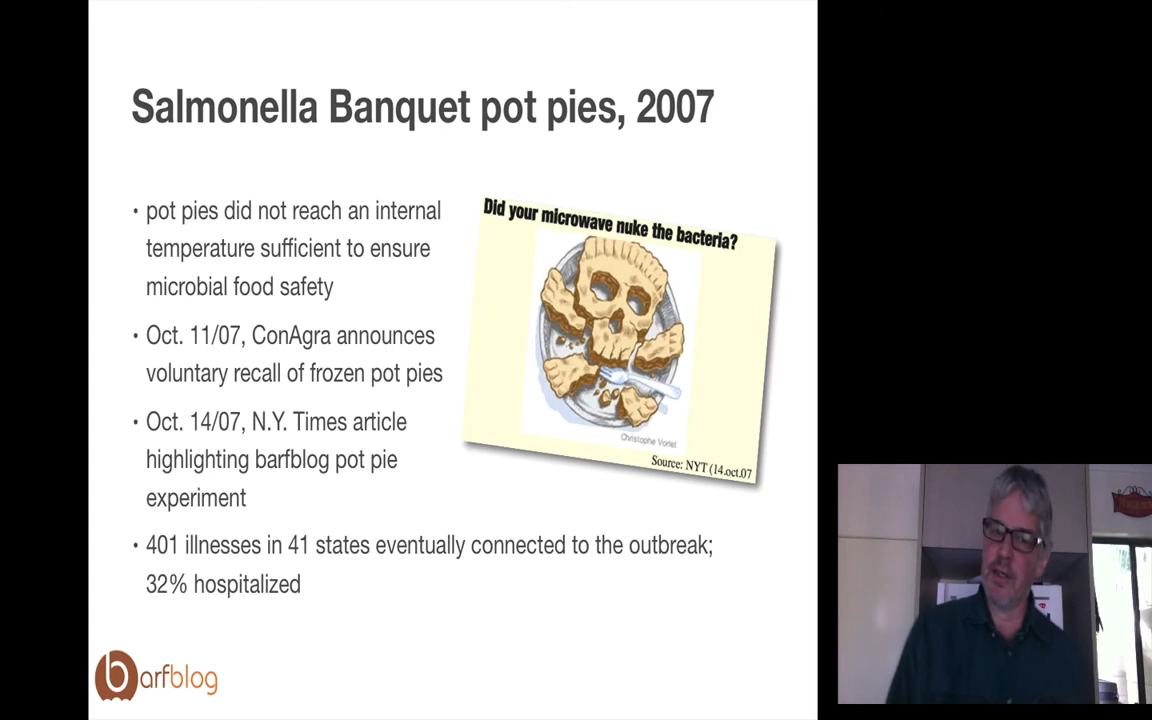 Salmonella Banquet pot pies, 2007
• pot pies did not reach an internal
temperature sufficient to ensure
microbial food safety
• Oct. 11/07, ConAgra announces
voluntary recall of frozen pot pies
• Oct. 14/07, N.Y. Times article
highlighting barfblog pot pie
experiment
• 401 illnesses in 41 states eventually connected to the outbreak;
32% hospitalized
Did your microwave nuke the bacteria?
Christophe Vorlet
Source: NYT (14.oct.07
barfblog